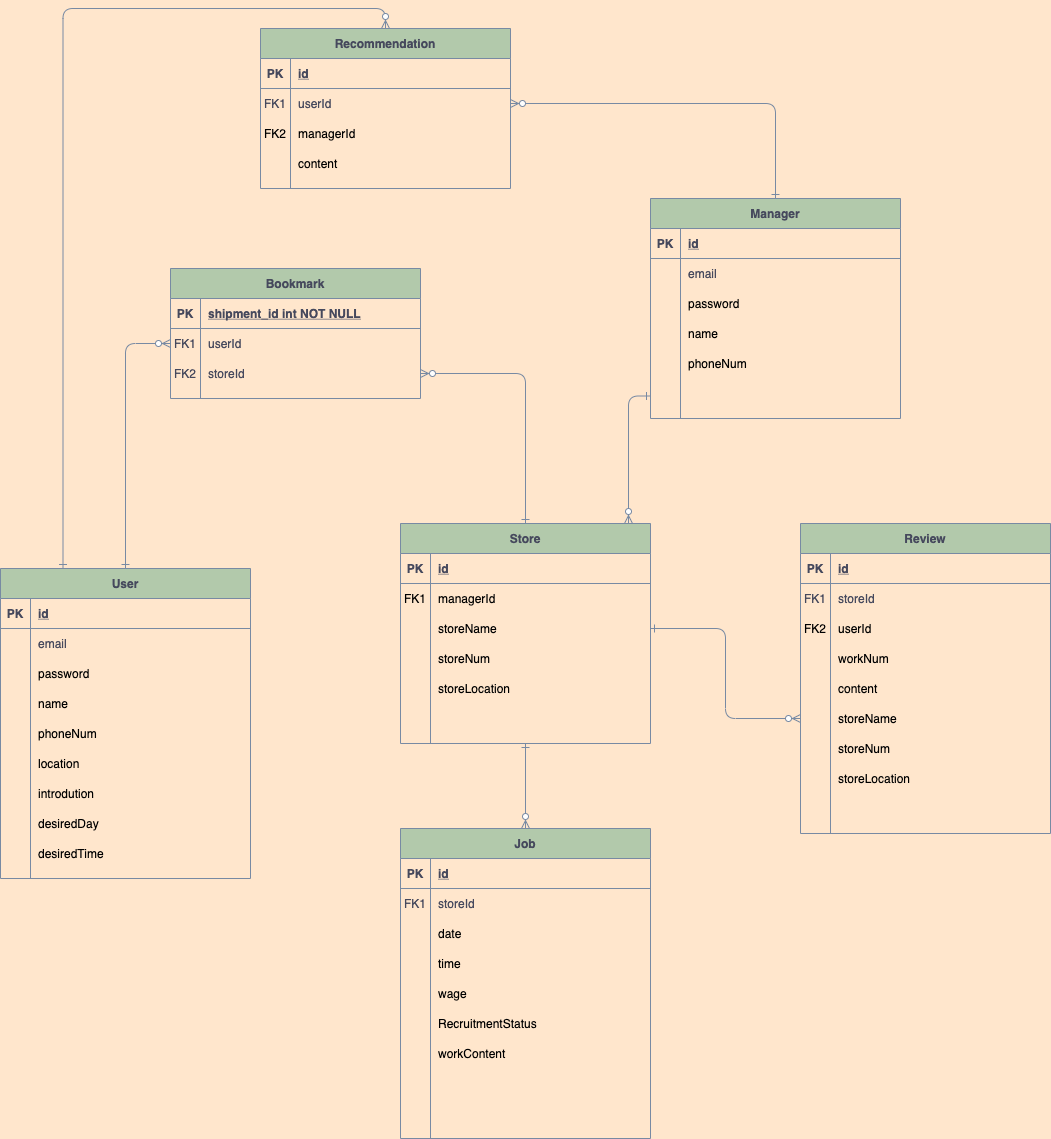 Recommendation
PK id
FK1 userId
FK2 managerId
content
Manager
PK id
email
password
name
phoneNum
Bookmark
PK shipment_id int NOT NULL
FK1 userId
FK2 storeId
Store
PK id
FK1 managerId
storeName
storeNum
storeLocation
Review
PK id
FK1 storeId
FK2 userId
workNum
content
storeName
storeNum
storeLocation
User
PK id
email
password
name
phoneNum
location
introdution
desiredDay
desiredTime
Job
PK id
FK1 storeId
date
time
wage
RecruitmentStatus
workContent